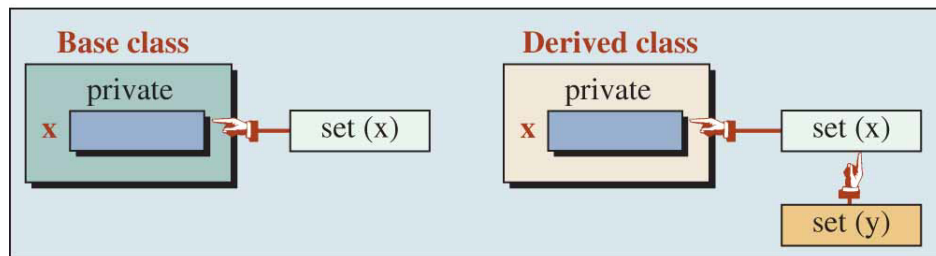 Base class
private
x
set (x)
Derived class
private
x
set (x)
set (y)